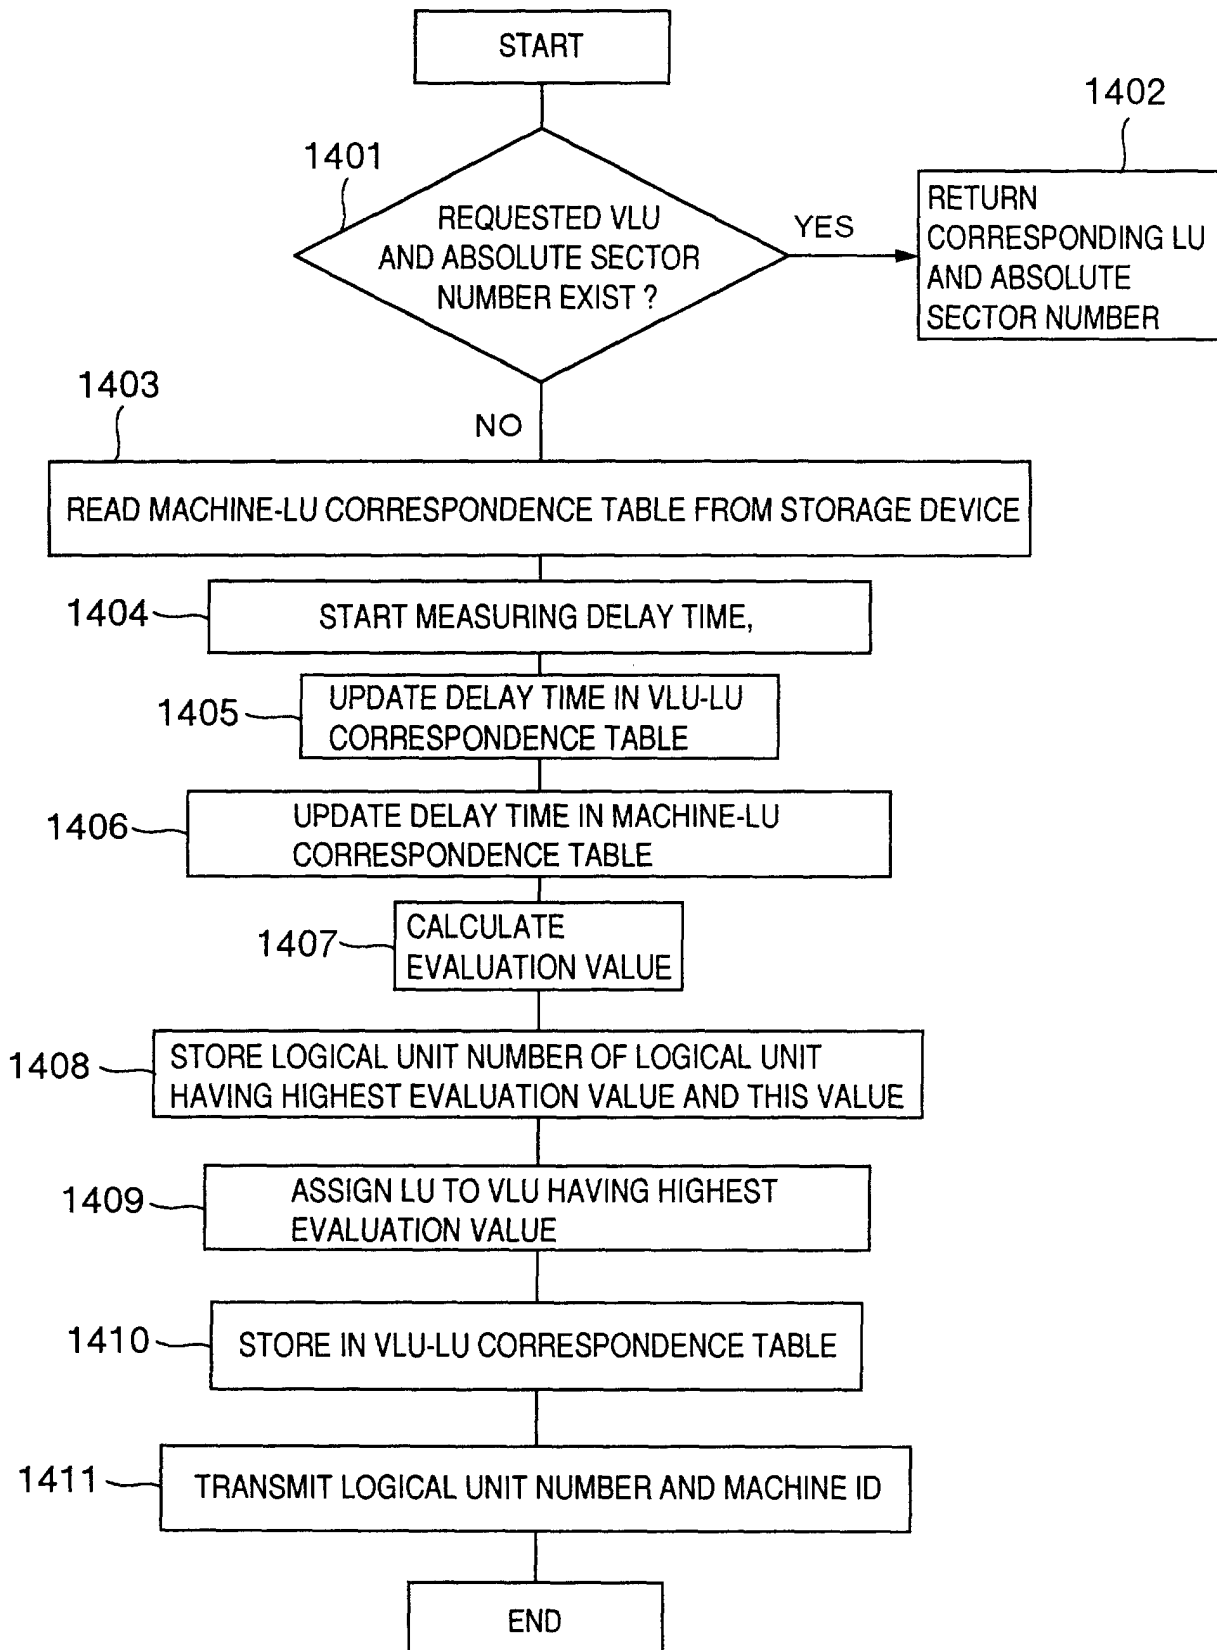 START
1402
1401
REQUESTED VLU
AND ABSOLUTE SECTOR
NUMBER EXIST ?
YES
RETURN
CORRESPONDING LU
AND ABSOLUTE
SECTOR NUMBER
1403
NO
READ MACHINE-LU CORRESPONDENCE TABLE FROM STORAGE DEVICE
1404
START MEASURING DELAY TIME,
1405
UPDATE DELAY TIME IN VLU-LU
CORRESPONDENCE TABLE
1406
UPDATE DELAY TIME IN MACHINE-LU
CORRESPONDENCE TABLE
1407
CALCULATE
EVALUATION VALUE
1408
STORE LOGICAL UNIT NUMBER OF LOGICAL UNIT
HAVING HIGHEST EVALUATION VALUE AND THIS VALUE
1409
ASSIGN LU TO VLU HAVING HIGHEST
EVALUATION VALUE
1410
STORE IN VLU-LU CORRESPONDENCE TABLE
1411
TRANSMIT LOGICAL UNIT NUMBER AND MACHINE ID
END